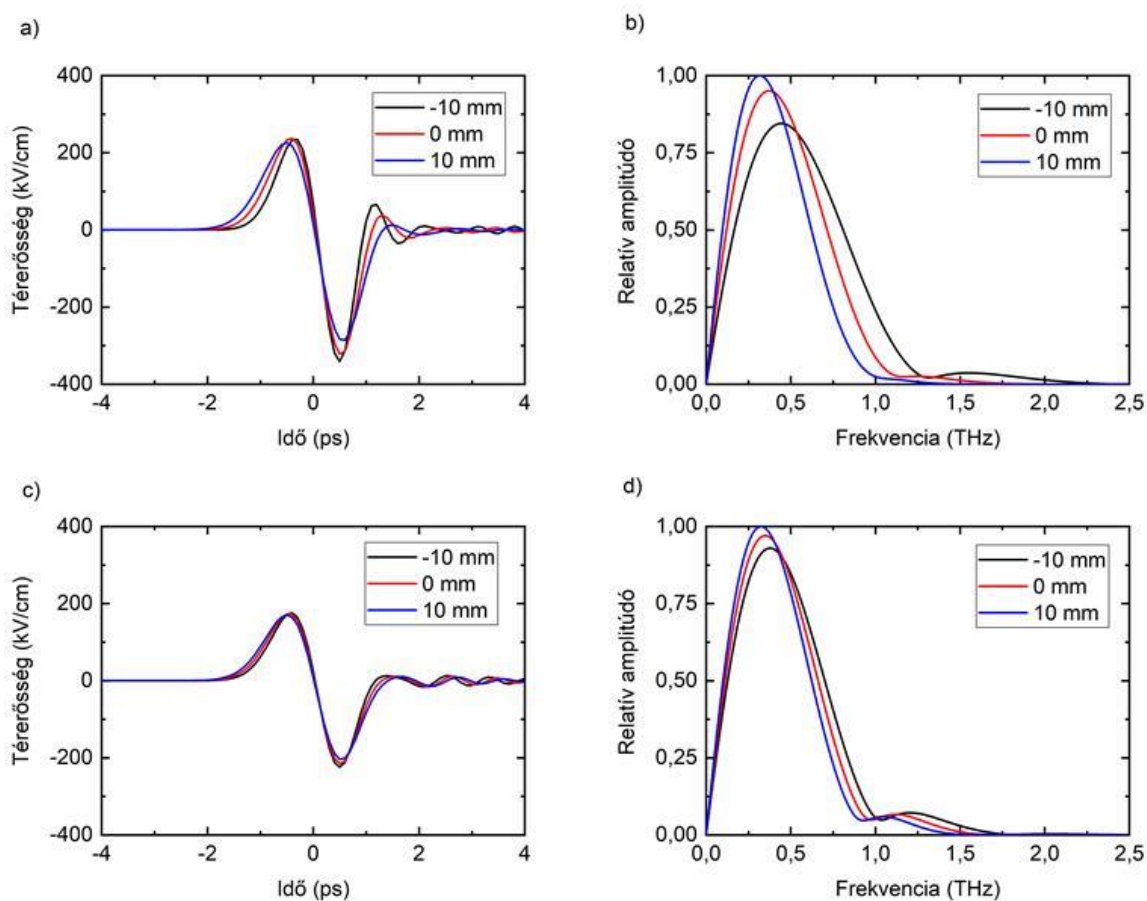 a)
400
200
0
-200
-400
-4
-2
0
2
4
Térerősség (kV/cm)
Idő (ps)
-10 mm
0 mm
10 mm
b)
1,00
0,75
0,50
0,25
0,00
0,0
0,5
1,0
1,5
2,0
2,5
Relatív amplitúdó
Frekvencia (THz)
-10 mm
0 mm
10 mm
c)
400
200
0
-200
-400
-4
-2
0
2
4
Térerősség (kV/cm)
Idő (ps)
-10 mm
0 mm
10 mm
d)
1,00
0,75
0,50
0,25
0,00
0,0
0,5
1,0
1,5
2,0
2,5
Relatív amplitúdó
Frekvencia (THz)
-10 mm
0 mm
10 mm